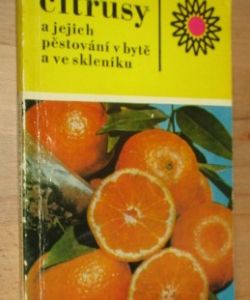 citrusy
a jejich
pěstování v bytě
a ve skleníku